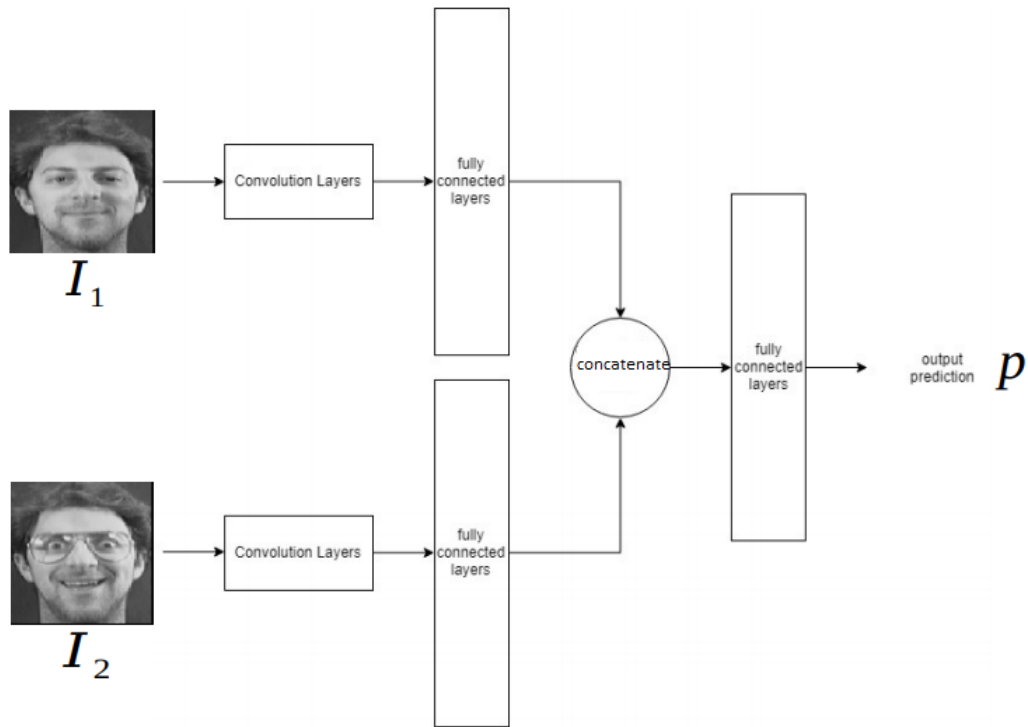 I₁
Convolution Layers
fully
connected
layers
concatenate
fully
connected
layers
output
prediction
p
I₂
Convolution Layers
fully
connected
layers